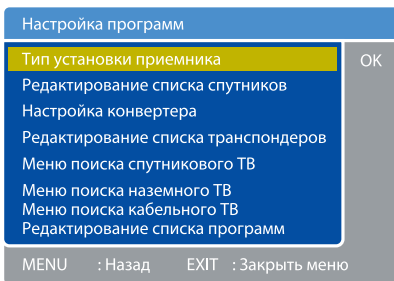 Настройка программ
Тип установки приемника OK
Редактирование списка спутников
Настройка конвертера
Редактирование списка транспондеров
Меню поиска спутникового ТВ
Меню поиска наземного ТВ
Меню поиска кабельного ТВ
Редактирование списка программ
MENU : Назад EXIT : Закрыть меню